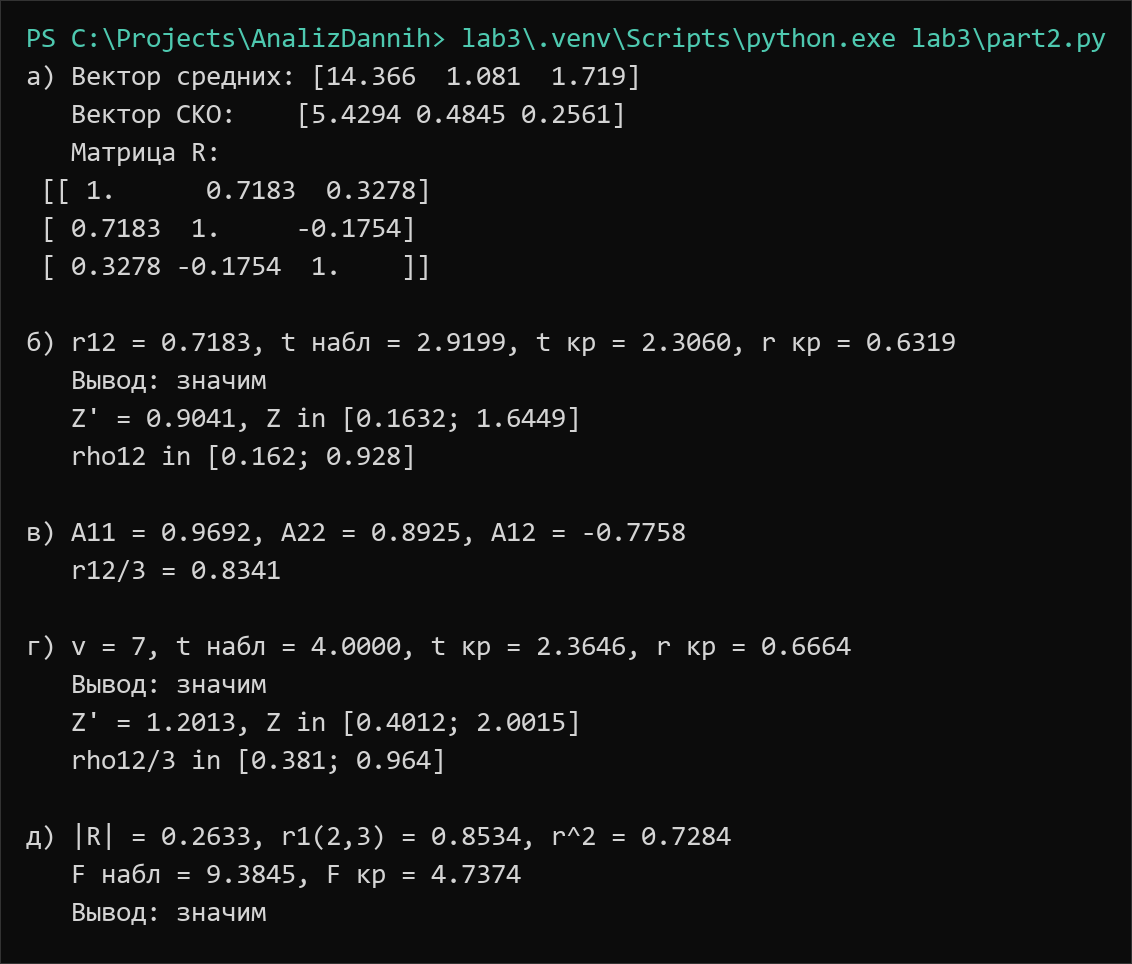 PS C:\Projects\AnalizDannih> lab3\.venv\Scripts\python.exe lab3\part2.py
а) Вектор средних: [14.366  1.081  1.719]
   Вектор СКО:    [5.4294 0.4845 0.2561]
   Матрица R:
 [[ 1.      0.7183  0.3278]
 [ 0.7183  1.     -0.1754]
 [ 0.3278 -0.1754  1.    ]]

б) r12 = 0.7183, t набл = 2.9199, t кр = 2.3060, r кр = 0.6319
   Вывод: значим
   Z' = 0.9041, Z in [0.1632; 1.6449]
   rho12 in [0.162; 0.928]

в) A11 = 0.9692, A22 = 0.8925, A12 = -0.7758
   r12/3 = 0.8341

г) v = 7, t набл = 4.0000, t кр = 2.3646, r кр = 0.6664
   Вывод: значим
   Z' = 1.2013, Z in [0.4012; 2.0015]
   rho12/3 in [0.381; 0.964]

д) |R| = 0.2633, r1(2,3) = 0.8534, r^2 = 0.7284
   F набл = 9.3845, F кр = 4.7374
   Вывод: значим